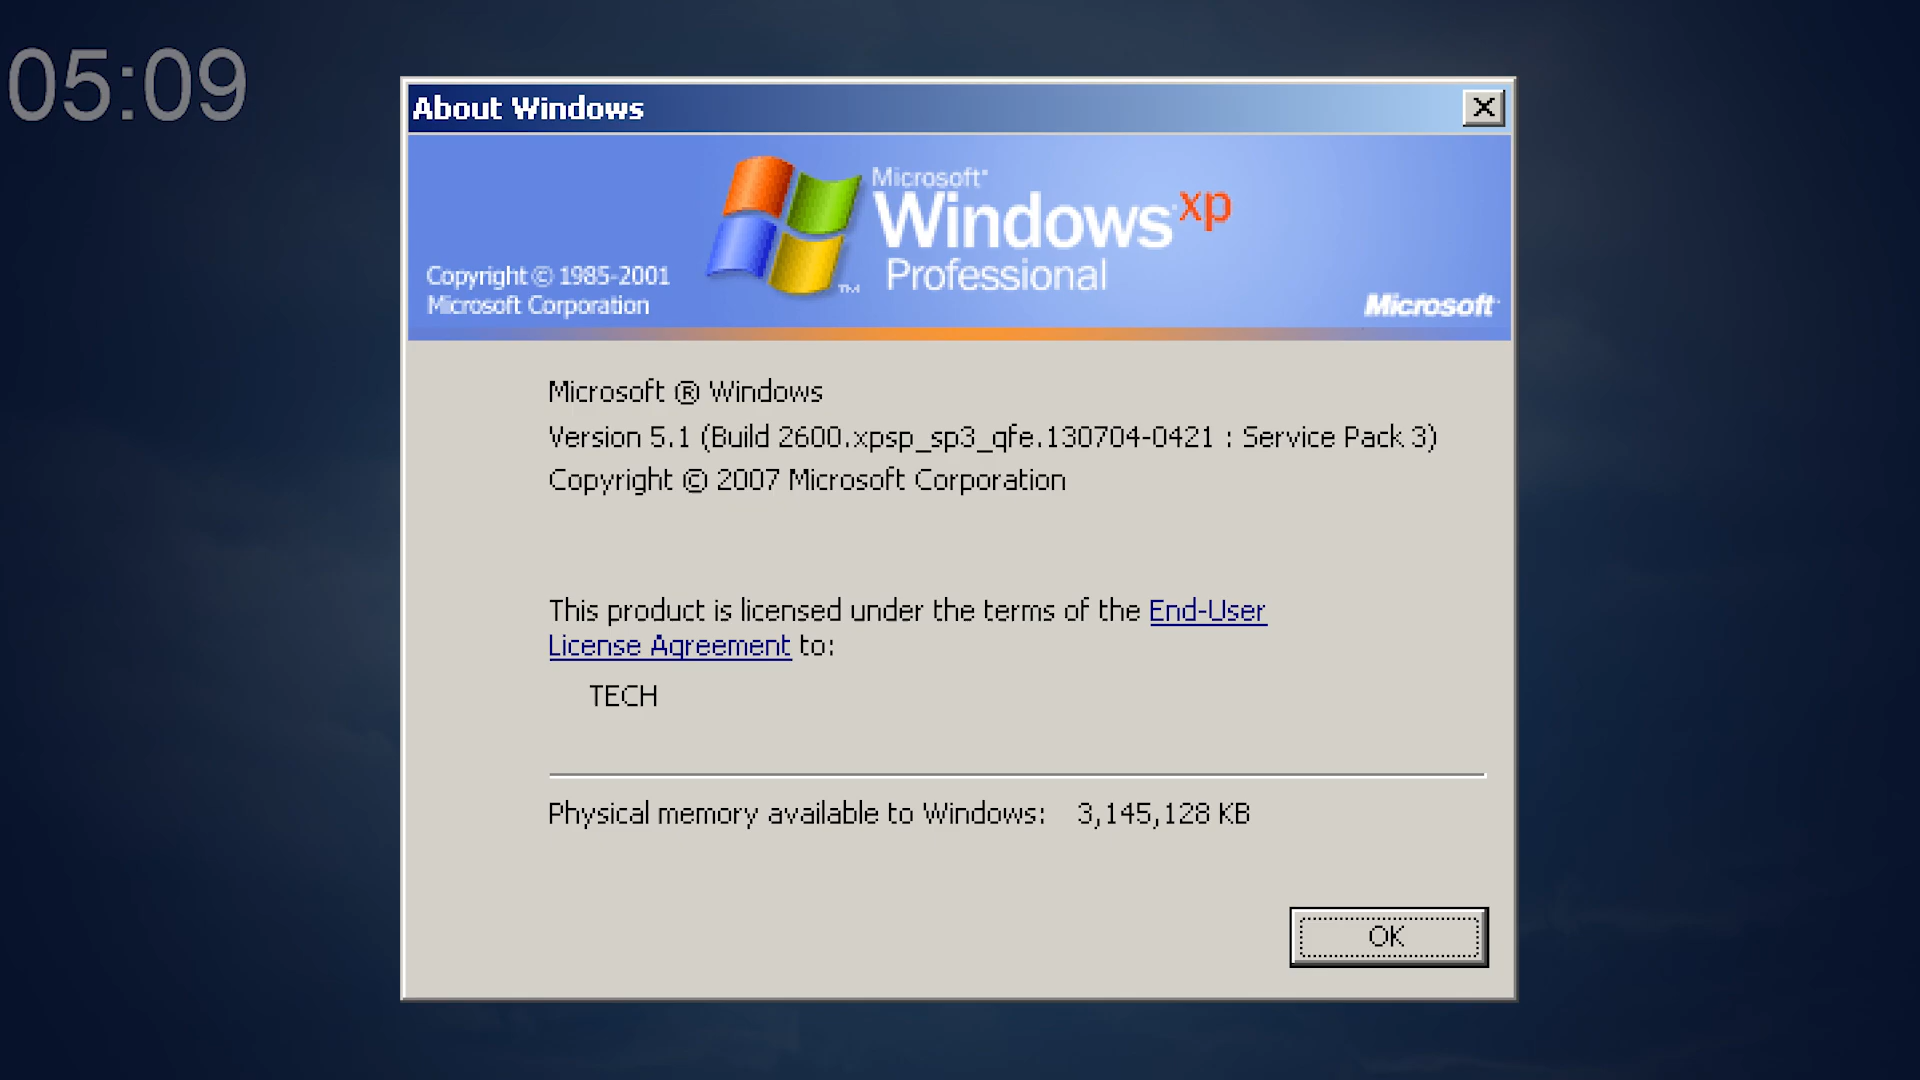 05:09
About Windows
Microsoft®
Windows xp
Professional
TM
Copyright © 1985-2001
Microsoft Corporation
Microsoft
Microsoft ® Windows
Version 5.1 (Build 2600.xpsp_sp3_qfe.130704-0421 : Service Pack 3)
Copyright © 2007 Microsoft Corporation
This product is licensed under the terms of the End-User
License Agreement to:
TECH
Physical memory available to Windows: 3,145,128 KB
OK